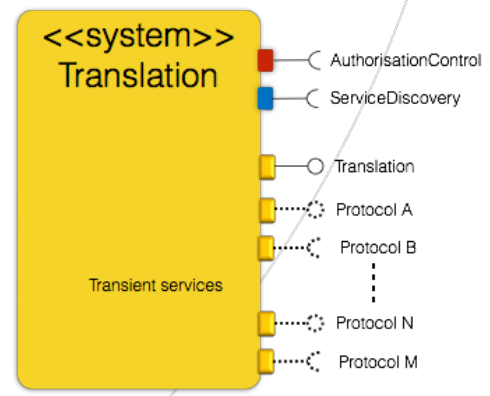 <<system>>
Translation
AuthorisationControl
ServiceDiscovery
Translation
Protocol A
Protocol B
Transient services
Protocol N
Protocol M